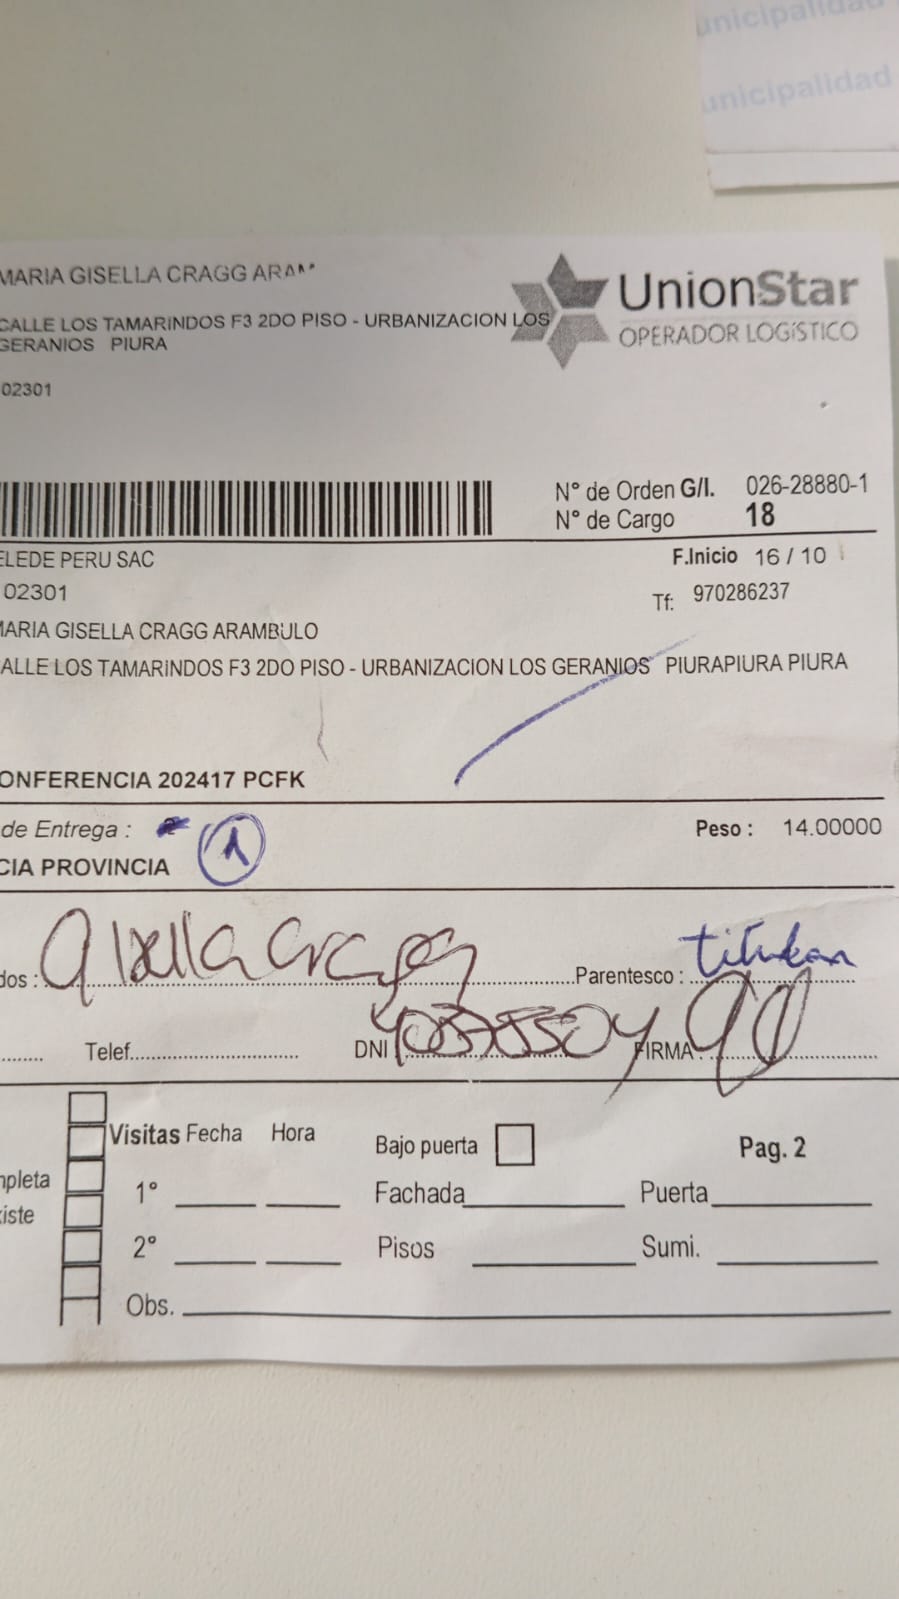 unicipalidad
unicipalidad
MARIA GISELLA CRAGG ARAM
UnionStar
OPERADOR LOGÍSTICO
CALLE LOS TAMARINDOS F3 2DO PISO - URBANIZACION LOS
GERANIOS PIURA
02301
N° de Orden G/I. 026-28880-1
N° de Cargo 18
ELEDE PERU SAC
F.Inicio 16 / 10
02301
Tf: 970286237
MARIA GISELLA CRAGG ARAMBULO
ALLE LOS TAMARINDOS F3 2DO PISO - URBANIZACION LOS GERANIOS PIURAPIURA PIURA
ONFERENCIA 202417 PCFK
de Entrega : 1
Peso : 14.00000
CIA PROVINCIA
dos : Parentesco : titular
Telef. DNI FIRMA :
Visitas Fecha Hora
Bajo puerta
Pag. 2
mpleta
1° Fachada Puerta
xiste
2° Pisos Sumi.
Obs.